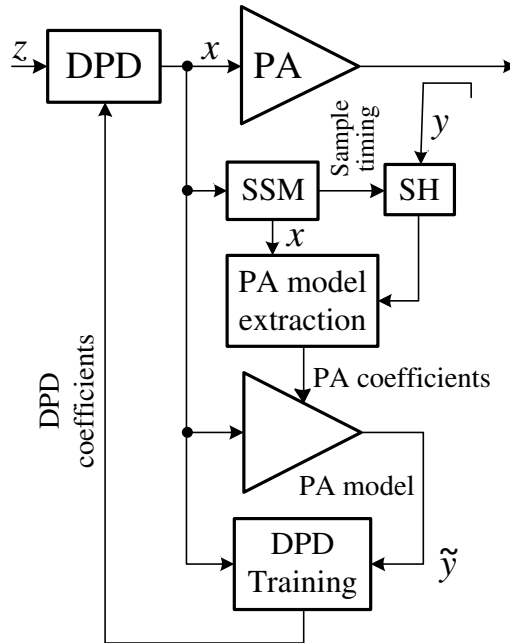 z
DPD
x
PA
Sample
timing
y
SSM
SH
x
PA model
extraction
DPD
coefficients
PA coefficients
PA model
DPD
Training
ỹ